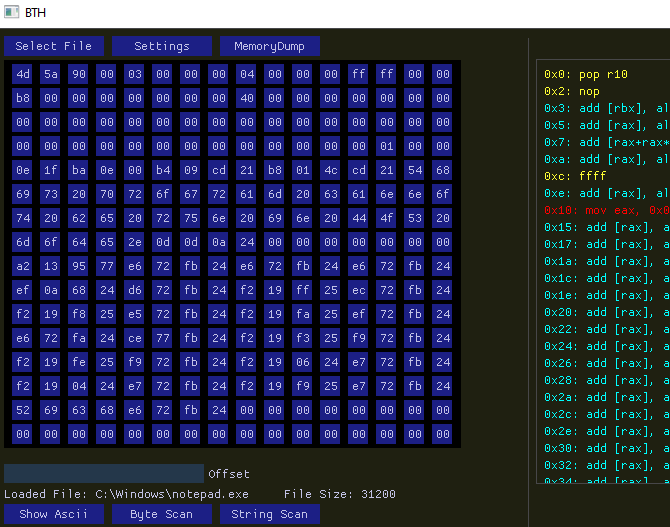 BTH
Select File Settings MemoryDump
4d 5a 90 00 03 00 00 00 04 00 00 00 ff ff 00 00
b8 00 00 00 00 00 00 00 40 00 00 00 00 00 00 00
00 00 00 00 00 00 00 00 00 00 00 00 00 00 00 00
00 00 00 00 00 00 00 00 00 00 00 00 00 01 00 00
0e 1f ba 0e 00 b4 09 cd 21 b8 01 4c cd 21 54 68
69 73 20 70 72 6f 67 72 61 6d 20 63 61 6e 6e 6f
74 20 62 65 20 72 75 6e 20 69 6e 20 44 4f 53 20
6d 6f 64 65 2e 0d 0d 0a 24 00 00 00 00 00 00 00
a2 13 95 77 e6 72 fb 24 e6 72 fb 24 e6 72 fb 24
ef 0a 68 24 d6 72 fb 24 f2 19 ff 25 ec 72 fb 24
f2 19 f8 25 e5 72 fb 24 f2 19 fa 25 ef 72 fb 24
e6 72 fa 24 ce 77 fb 24 f2 19 f3 25 f9 72 fb 24
f2 19 fe 25 f9 72 fb 24 f2 19 06 24 e7 72 fb 24
f2 19 04 24 e7 72 fb 24 f2 19 f9 25 e7 72 fb 24
52 69 63 68 e6 72 fb 24 00 00 00 00 00 00 00 00
00 00 00 00 00 00 00 00 00 00 00 00 00 00 00 00
Offset
Loaded File: C:\Windows\notepad.exe File Size: 31200
Show Ascii Byte Scan String Scan
0x0: pop r10
0x2: nop
0x3: add [rbx], al
0x5: add [rax], al
0x7: add [rax+rax*
0xa: add [rax], al
0xc: ffff
0xe: add [rax], al
0x10: mov eax, 0x0
0x15: add [rax], a
0x17: add [rax], a
0x1a: add [rax], a
0x1c: add [rax], a
0x1e: add [rax], a
0x20: add [rax], a
0x22: add [rax], a
0x24: add [rax], a
0x26: add [rax], a
0x28: add [rax], a
0x2a: add [rax], a
0x2c: add [rax], a
0x2e: add [rax], a
0x30: add [rax], a
0x32: add [rax], a
0x34: add [rax], a